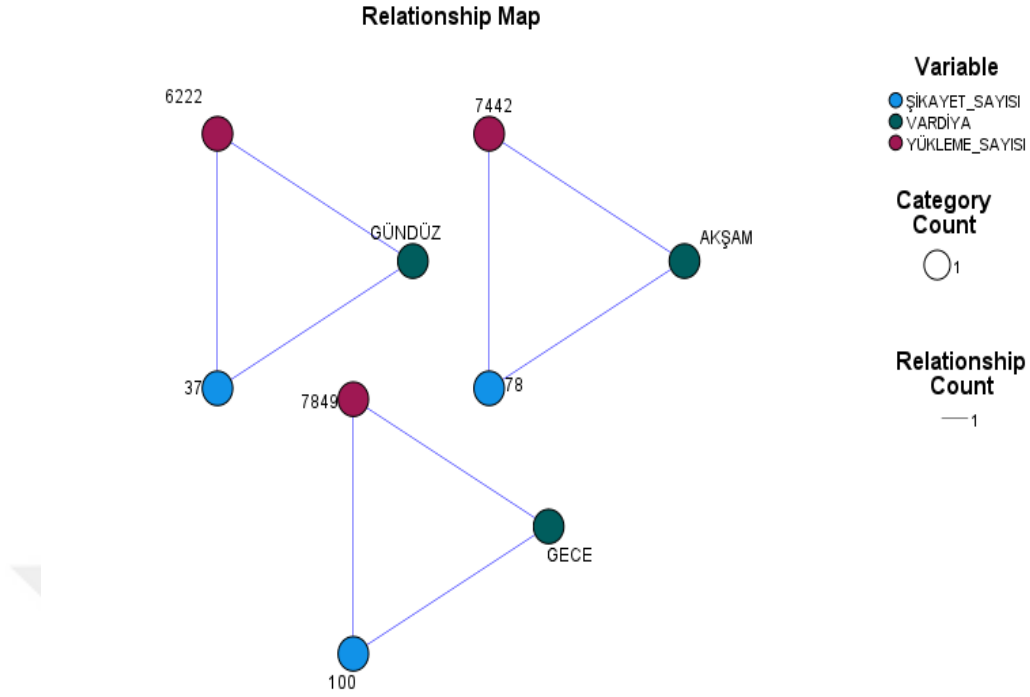 Relationship Map
6222
7442
GÜNDÜZ
AKŞAM
37
78
7849
GECE
100
Variable
ŞİKAYET_SAYISI
VARDİYA
YÜKLEME_SAYISI
Category
Count
1
Relationship
Count
1